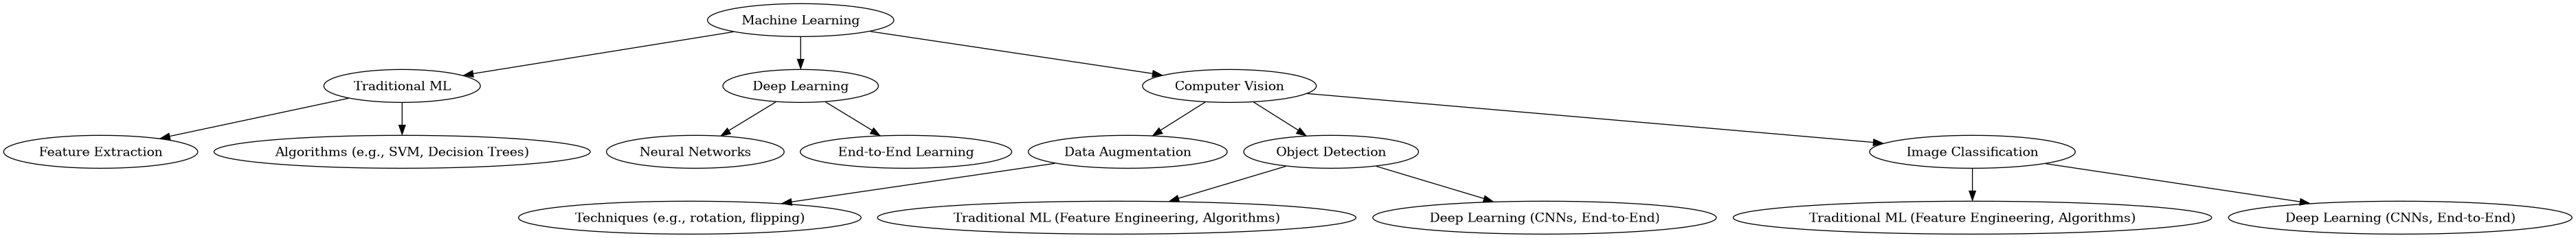 Machine Learning
Traditional ML
Deep Learning
Computer Vision
Feature Extraction
Algorithms (e.g., SVM, Decision Trees)
Neural Networks
End-to-End Learning
Data Augmentation
Object Detection
Image Classification
Techniques (e.g., rotation, flipping)
Traditional ML (Feature Engineering, Algorithms)
Deep Learning (CNNs, End-to-End)
Traditional ML (Feature Engineering, Algorithms)
Deep Learning (CNNs, End-to-End)